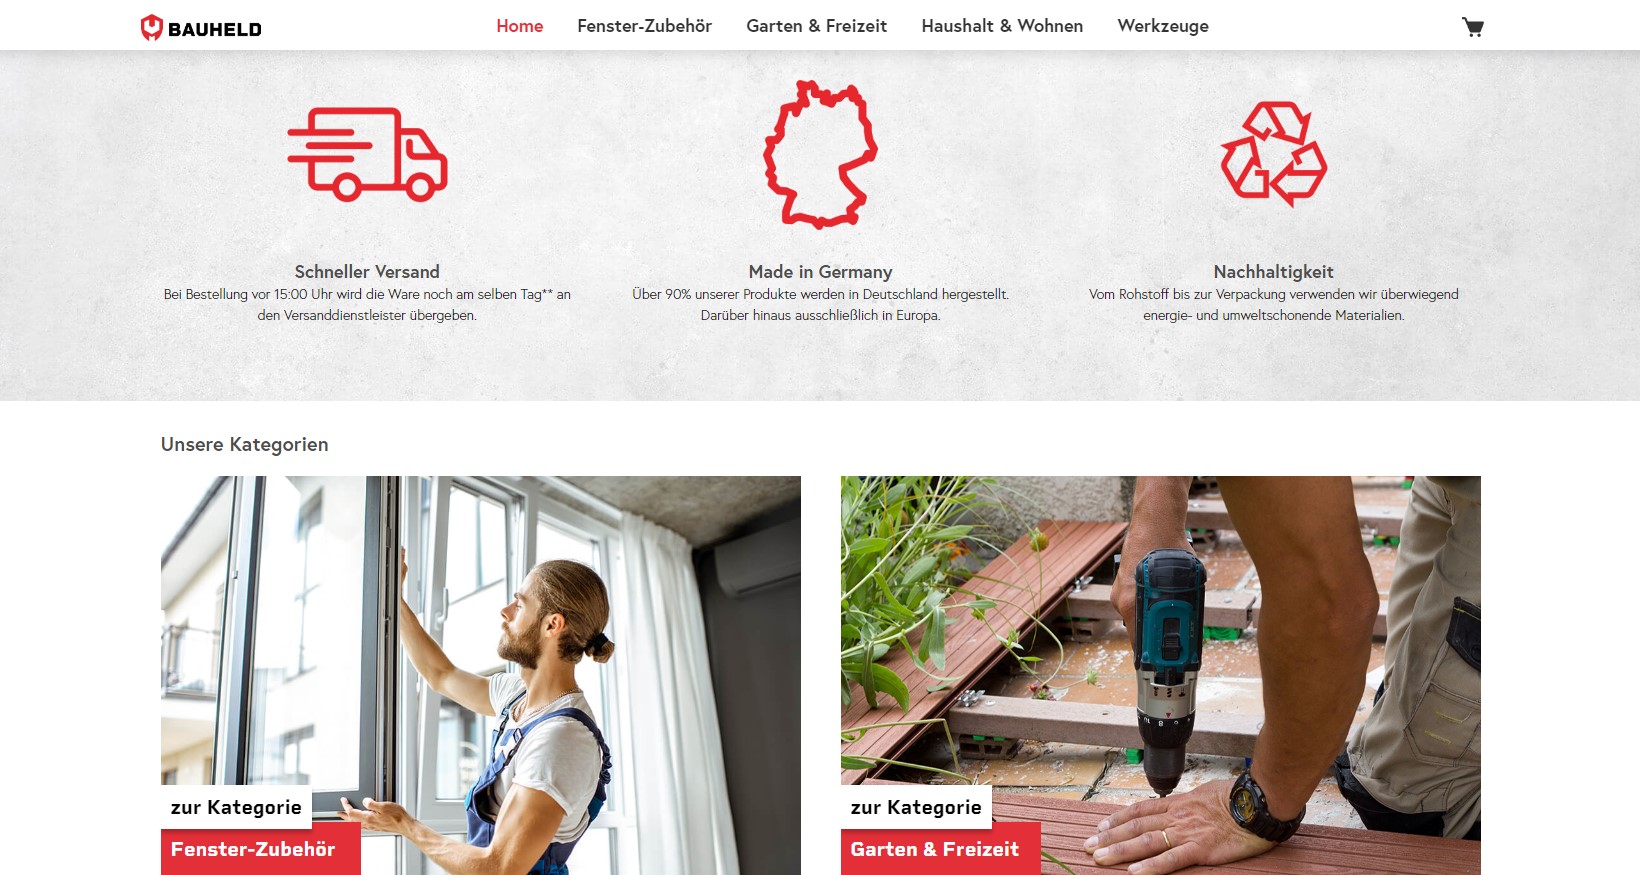 BAUHELD
Home Fenster-Zubehör Garten & Freizeit Haushalt & Wohnen Werkzeuge
Schneller Versand
Bei Bestellung vor 15:00 Uhr wird die Ware noch am selben Tag** an
den Versanddienstleister übergeben.
Made in Germany
Über 90% unserer Produkte werden in Deutschland hergestellt.
Darüber hinaus ausschließlich in Europa.
Nachhaltigkeit
Vom Rohstoff bis zur Verpackung verwenden wir überwiegend
energie- und umweltschonende Materialien.
Unsere Kategorien
zur Kategorie
Fenster-Zubehör
zur Kategorie
Garten & Freizeit